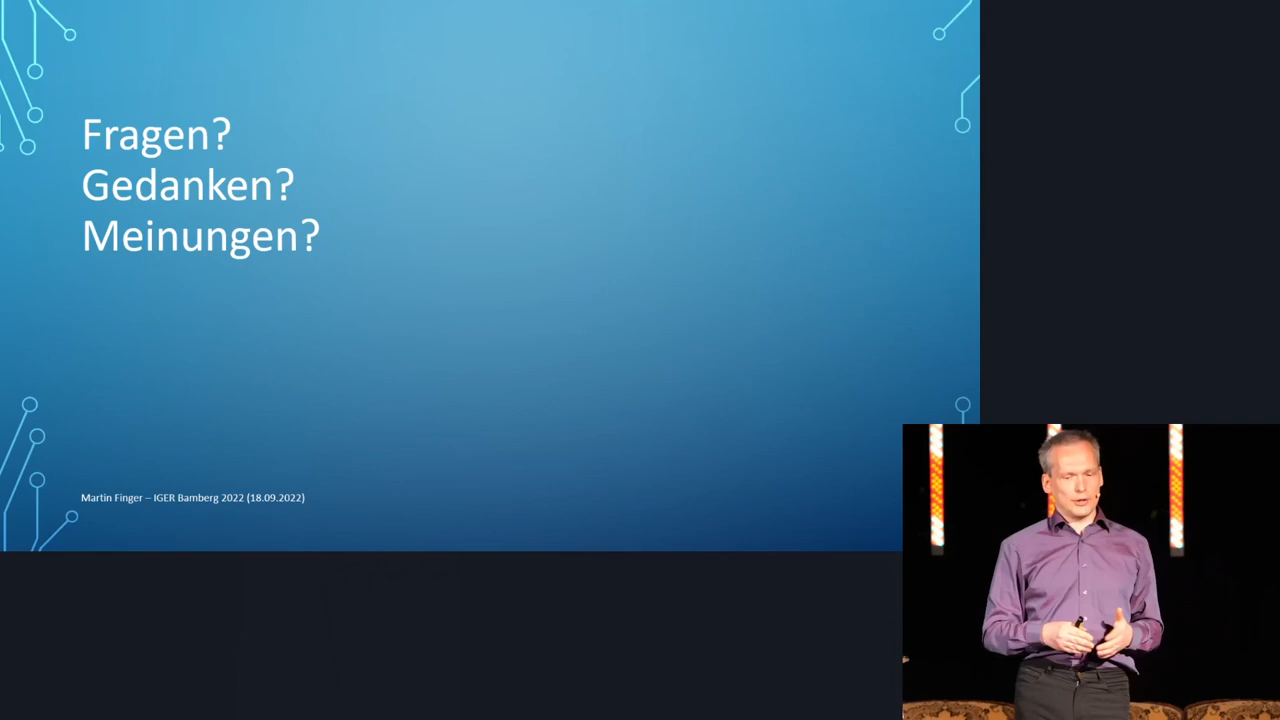 Fragen?
Gedanken?
Meinungen?
Martin Finger – IGER Bamberg 2022 (18.09.2022)